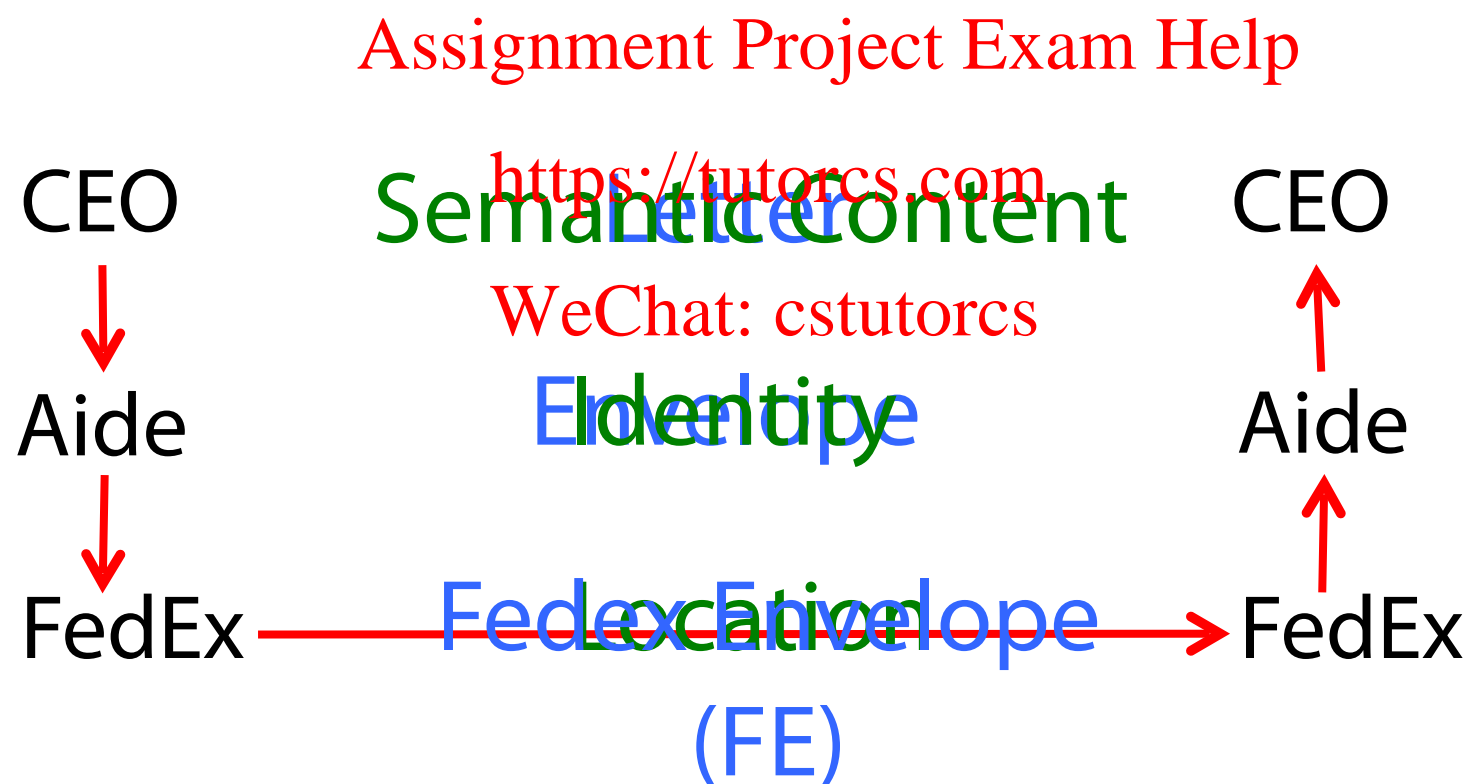 Assignment Project Exam Help
https://tutorcs.com
CEO Semantic Content Letter CEO
WeChat: cstutorcs
Aide Envelope Identity Aide
FedEx Fedex Envelope Location FedEx
(FE)